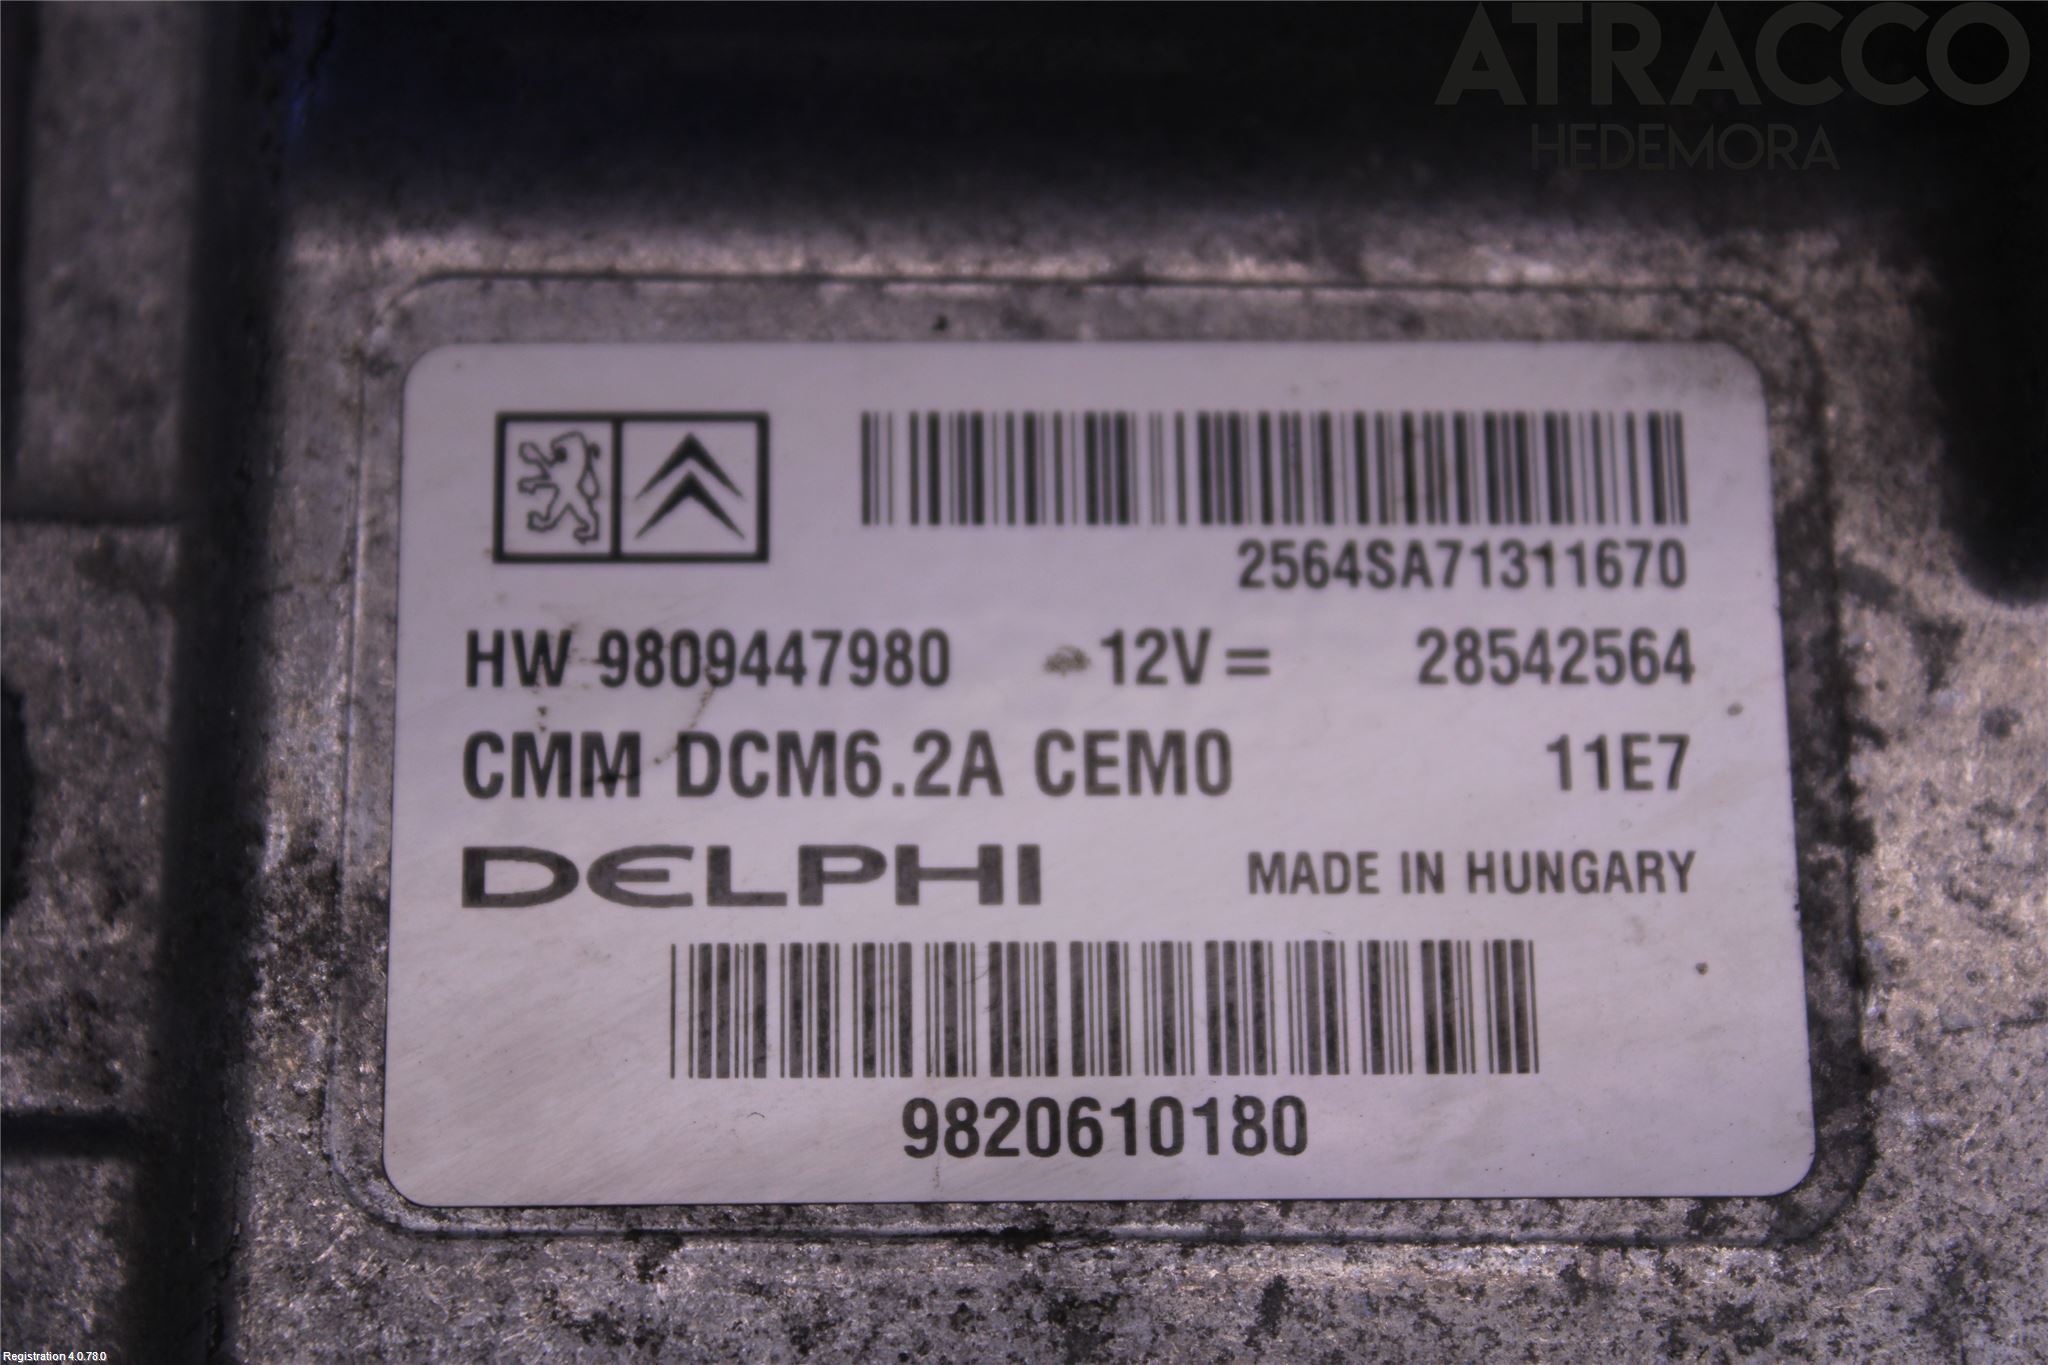 ATRACCO
HEDEMORA
2564SA71311670
HW 9809447980 12V= 28542564
CMM DCM6.2A CEM0 11E7
DELPHI MADE IN HUNGARY
9820610180
Registration 4.0.78.0